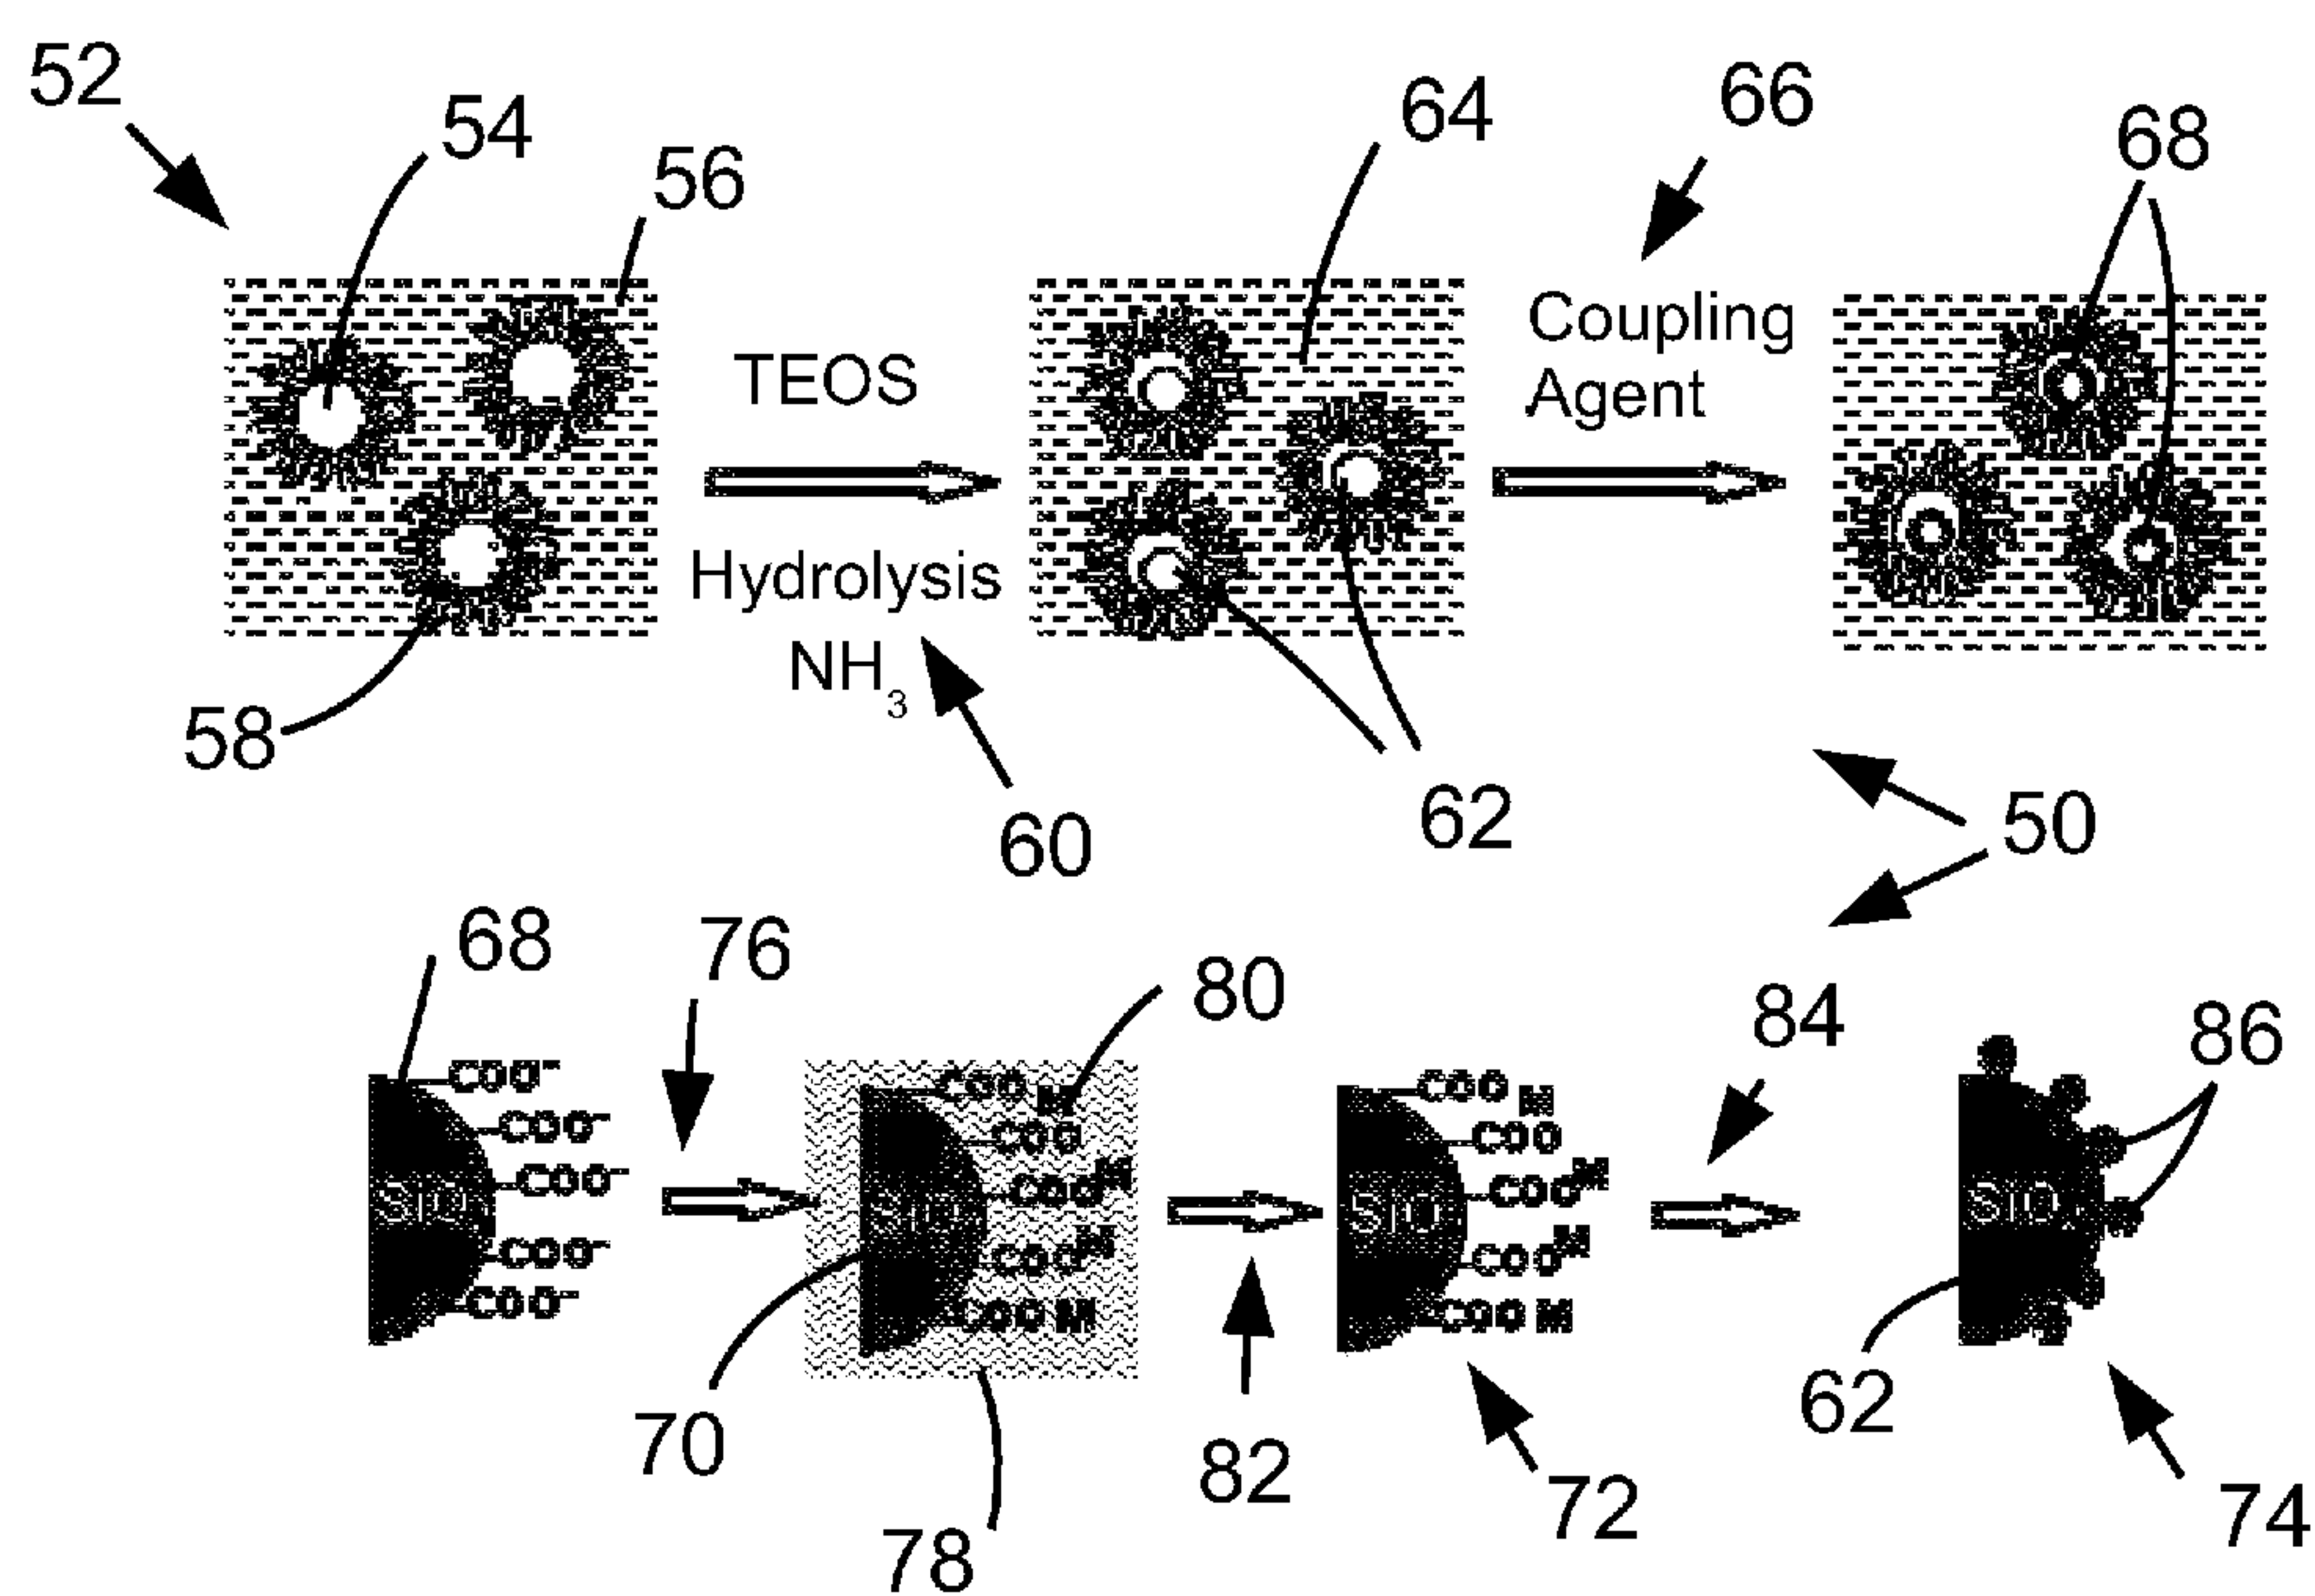 52
54
56
64
66
68
TEOS
Hydrolysis
NH3
Coupling
Agent
58
60
62
50
68
76
80
84
86
COO-
COO-
COO-
COO-
COO-
COO M
COO
COO M
COO M
COO M
COO M
COO
COO M
COO M
COO M
70
78
82
72
62
74